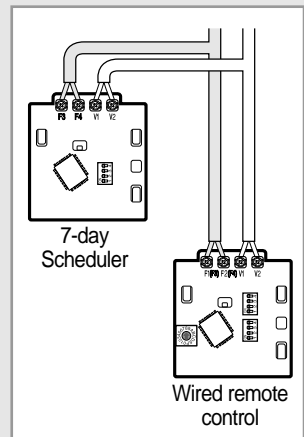 F3 F4 V1 V2
7-day
Scheduler
F1(F3) F2(F4) V1 V2
Wired remote
control